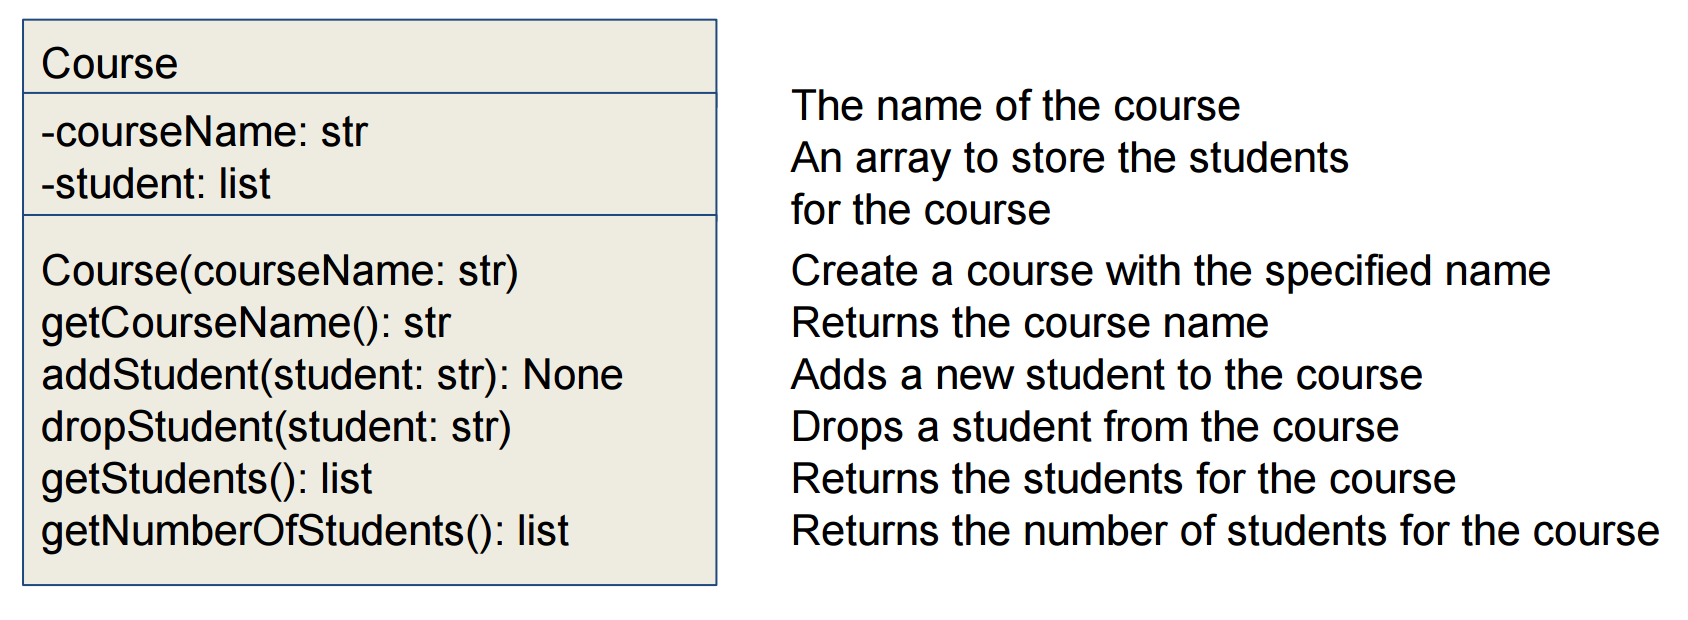 Course
-courseName: str
-student: list
Course(courseName: str)
getCourseName(): str
addStudent(student: str): None
dropStudent(student: str)
getStudents(): list
getNumberOfStudents(): list
The name of the course
An array to store the students
for the course
Create a course with the specified name
Returns the course name
Adds a new student to the course
Drops a student from the course
Returns the students for the course
Returns the number of students for the course